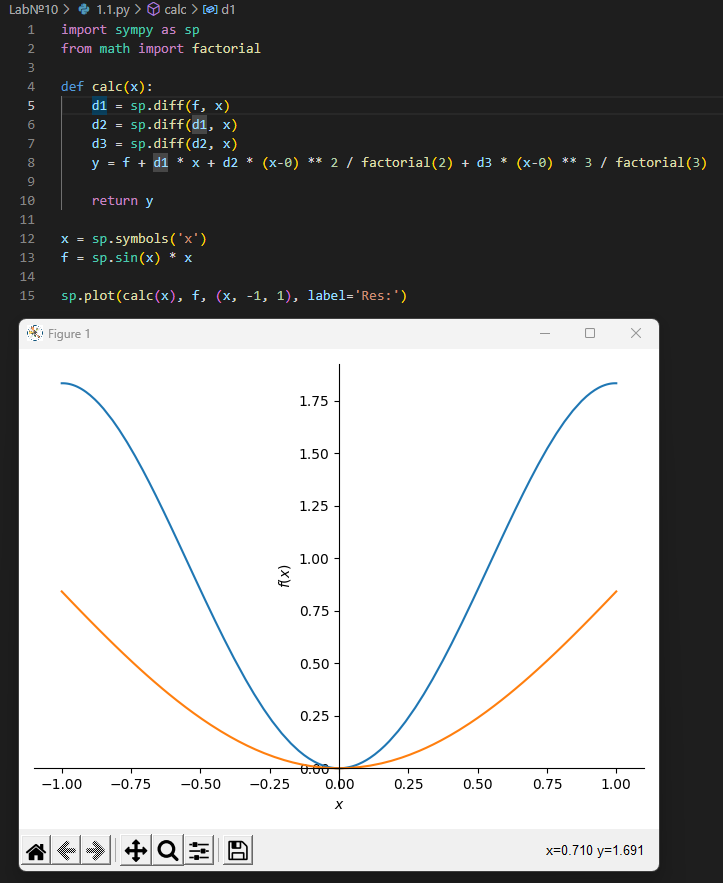 LabNº10 > 1.1.py > calc > d1
1 import sympy as sp
2 from math import factorial
3
4 def calc(x):
5 d1 = sp.diff(f, x)
6 d2 = sp.diff(d1, x)
7 d3 = sp.diff(d2, x)
8 y = f + d1 * x + d2 * (x-0) ** 2 / factorial(2) + d3 * (x-0) ** 3 / factorial(3)
9
10 return y
11
12 x = sp.symbols('x')
13 f = sp.sin(x) * x
14
15 sp.plot(calc(x), f, (x, -1, 1), label='Res:')
Figure 1
1.75
1.50
1.25
1.00
f(x)
0.75
0.50
0.25
0.00
−1.00 −0.75 −0.50 −0.25 0.00 0.25 0.50 0.75 1.00
x
x=0.710 y=1.691